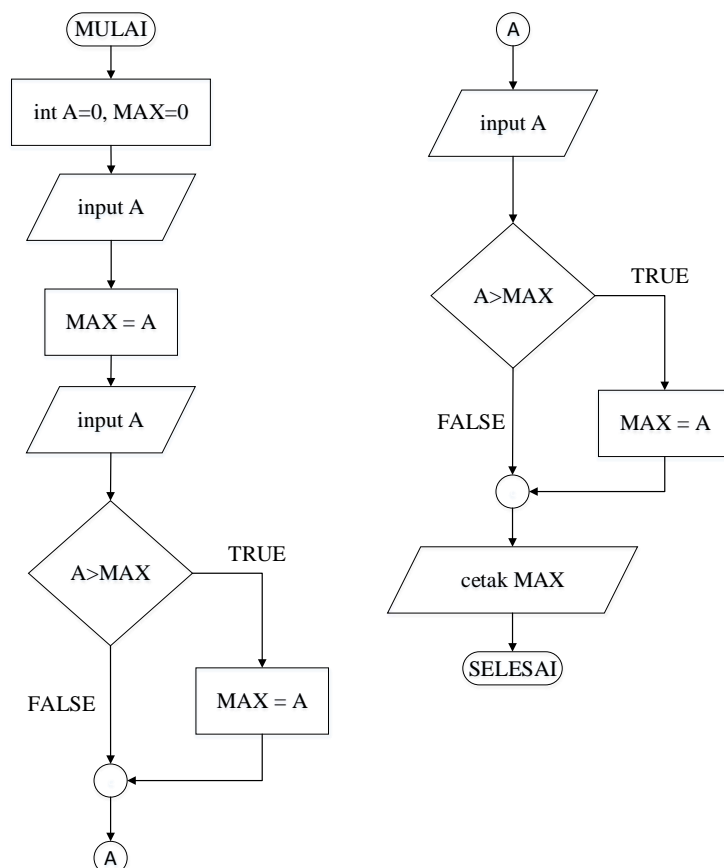 MULAI
int A=0, MAX=0
input A
MAX = A
input A
A>MAX
TRUE
MAX = A
FALSE
A
A
input A
A>MAX
TRUE
MAX = A
FALSE
cetak MAX
SELESAI